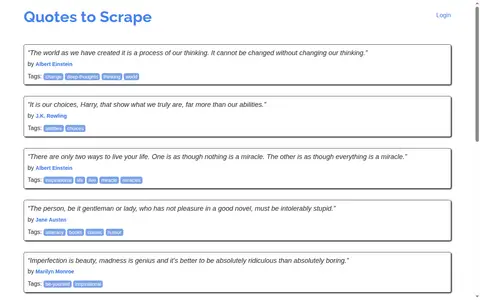 Quotes to Scrape
Login
“The world as we have created it is a process of our thinking. It cannot be changed without changing our thinking.”
by Albert Einstein
Tags: change deep-thoughts thinking world
“It is our choices, Harry, that show what we truly are, far more than our abilities.”
by J.K. Rowling
Tags: abilities choices
“There are only two ways to live your life. One is as though nothing is a miracle. The other is as though everything is a miracle.”
by Albert Einstein
Tags: inspirational life live miracle miracles
“The person, be it gentleman or lady, who has not pleasure in a good novel, must be intolerably stupid.”
by Jane Austen
Tags: aliteracy books classic humor
“Imperfection is beauty, madness is genius and it's better to be absolutely ridiculous than absolutely boring.”
by Marilyn Monroe
Tags: be-yourself inspirational